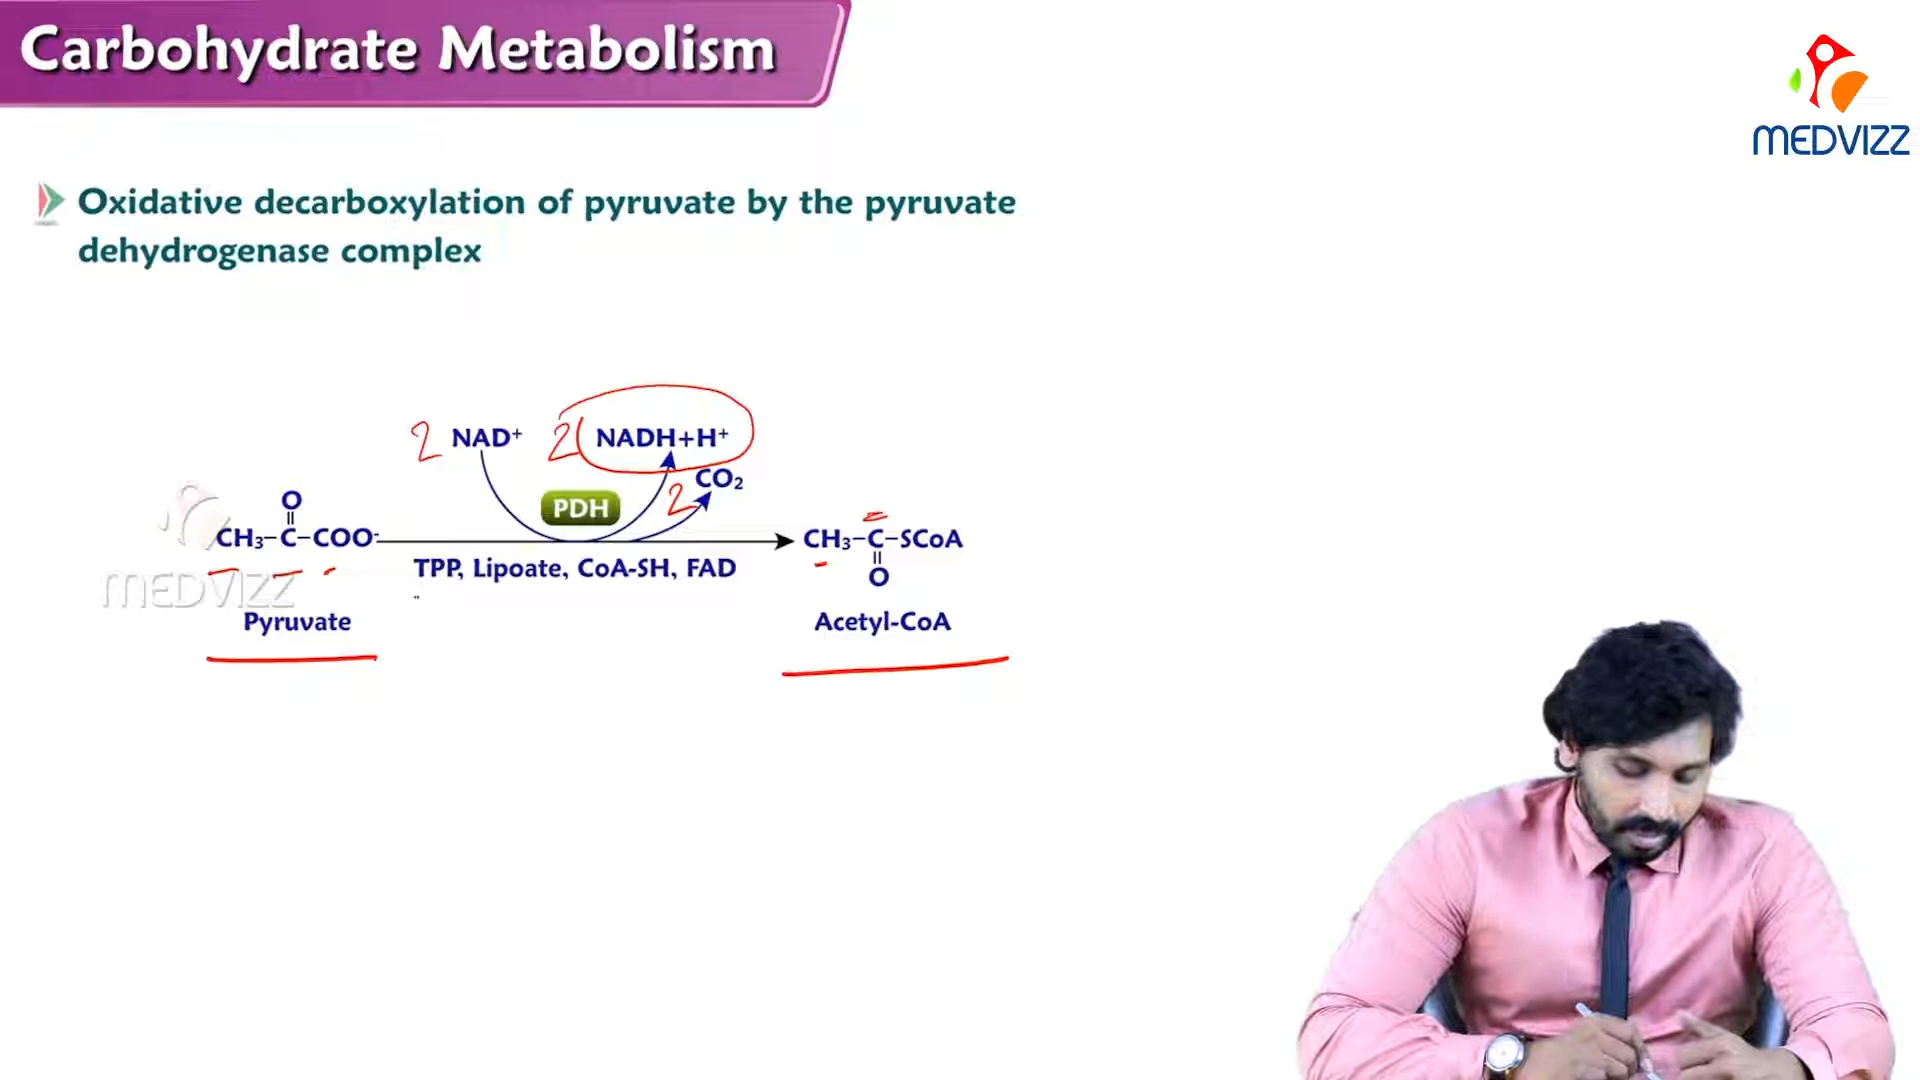 Carbohydrate Metabolism
MEDVIZZ
Oxidative decarboxylation of pyruvate by the pyruvate
dehydrogenase complex
2 NAD⁺ 2 NADH+H⁺
2 CO₂
PDH
O
CH₃–C–COO⁻
CH₃–C–SCoA
O
TPP, Lipoate, CoA-SH, FAD
MEDVIZZ
Pyruvate
Acetyl-CoA